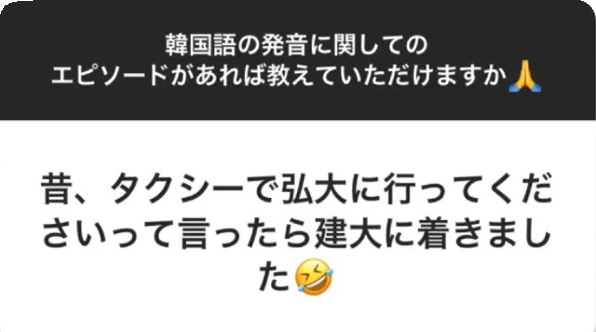 韓国語の発音に関しての
エピソードがあれば教えていただけますか🙏
昔、タクシーで弘大に行ってくだ
さいって言ったら建大に着きまし
た🤣